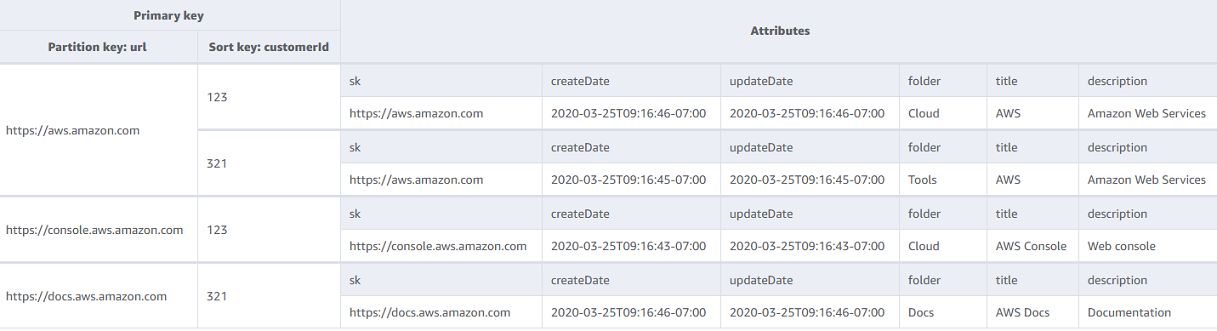 Primary key Attributes
Partition key: url Sort key: customerId
https://aws.amazon.com 123 sk createDate updateDate folder title description
https://aws.amazon.com 2020-03-25T09:16:46-07:00 2020-03-25T09:16:46-07:00 Cloud AWS Amazon Web Services
321 sk createDate updateDate folder title description
https://aws.amazon.com 2020-03-25T09:16:45-07:00 2020-03-25T09:16:45-07:00 Tools AWS Amazon Web Services
https://console.aws.amazon.com 123 sk createDate updateDate folder title description
https://console.aws.amazon.com 2020-03-25T09:16:43-07:00 2020-03-25T09:16:43-07:00 Cloud AWS Console Web console
https://docs.aws.amazon.com 321 sk createDate updateDate folder title description
https://docs.aws.amazon.com 2020-03-25T09:16:46-07:00 2020-03-25T09:16:46-07:00 Docs AWS Docs Documentation